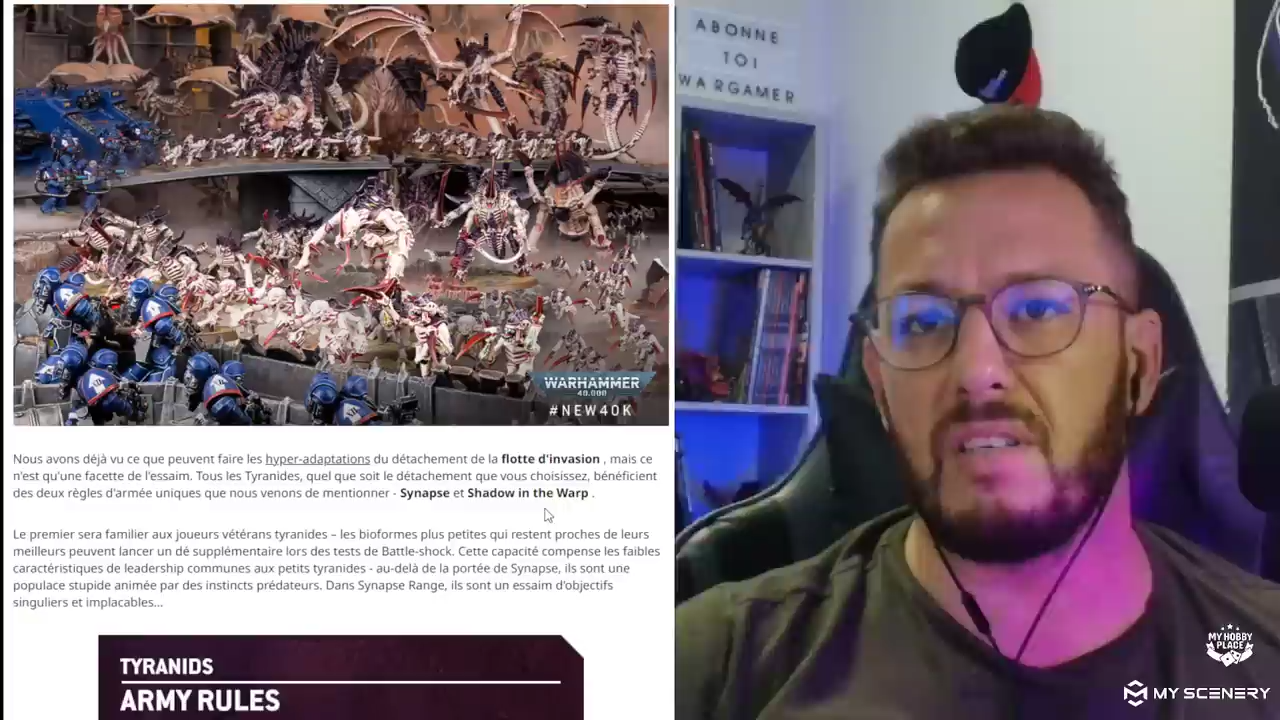 ABONNE
TOI
WARGAMER
WARHAMMER
40,000
#NEW40K
Nous avons déjà vu ce que peuvent faire les hyper-adaptations du détachement de la flotte d'invasion , mais ce
n'est qu'une facette de l'essaim. Tous les Tyranides, quel que soit le détachement que vous choisissez, bénéficient
des deux règles d'armée uniques que nous venons de mentionner - Synapse et Shadow in the Warp .
Le premier sera familier aux joueurs vétérans tyranides – les bioformes plus petites qui restent proches de leurs
meilleurs peuvent lancer un dé supplémentaire lors des tests de Battle-shock. Cette capacité compense les faibles
caractéristiques de leadership communes aux petits tyranides - au-delà de la portée de Synapse, ils sont une
populace stupide animée par des instincts prédateurs. Dans Synapse Range, ils sont un essaim d'objectifs
singuliers et implacables...
TYRANIDS
ARMY RULES
MY HOBBY
PLACE
MY SCENERY